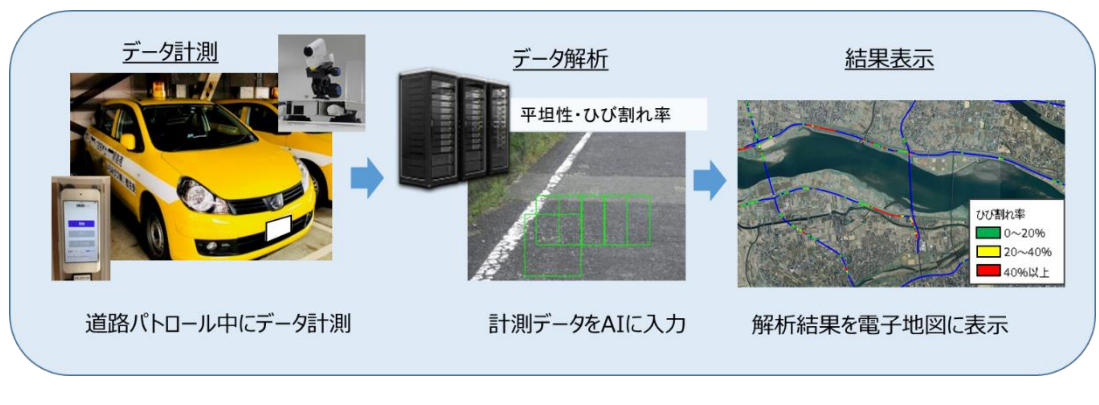 データ計測
データ解析
結果表示
平坦性・ひび割れ率
ひび割れ率
0～20%
20～40%
40%以上
道路パトロール中にデータ計測
計測データをAIに入力
解析結果を電子地図に表示